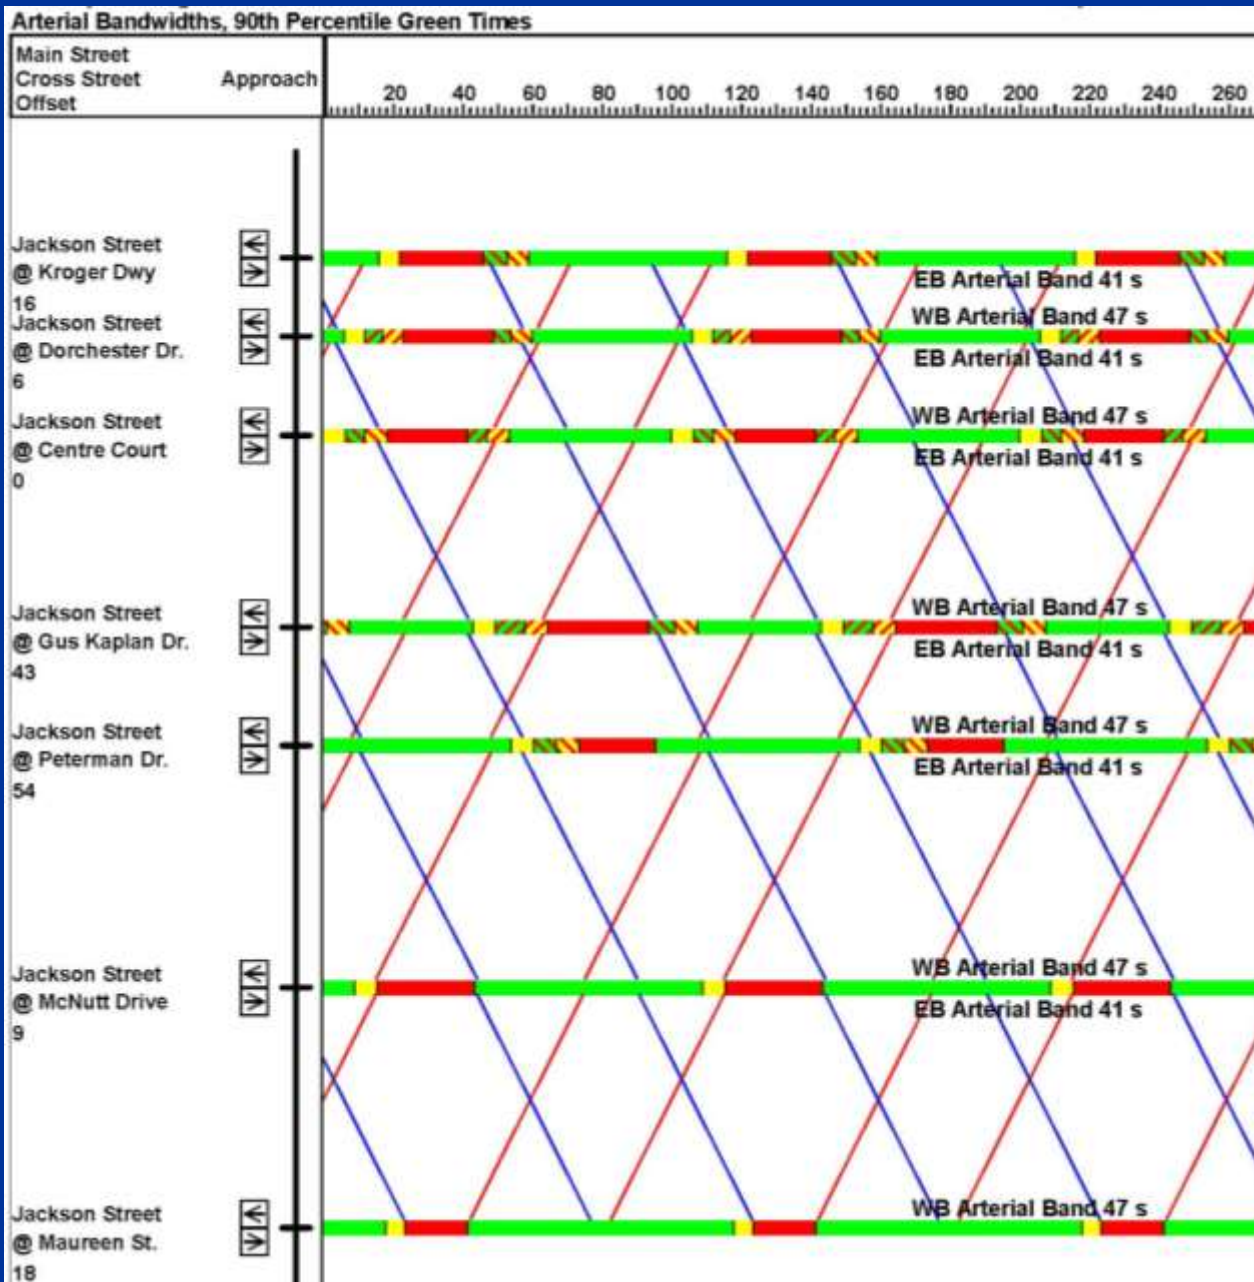 Arterial Bandwidths, 90th Percentile Green Times
Main Street
Cross Street Approach
Offset
20 40 60 80 100 120 140 160 180 200 220 240 260
Jackson Street
@ Kroger Dwy
EB Arterial Band 41 s
16
Jackson Street
WB Arterial Band 47 s
@ Dorchester Dr.
EB Arterial Band 41 s
6
Jackson Street
WB Arterial Band 47 s
@ Centre Court
EB Arterial Band 41 s
0
Jackson Street
WB Arterial Band 47 s
@ Gus Kaplan Dr.
EB Arterial Band 41 s
43
Jackson Street
WB Arterial Band 47 s
@ Peterman Dr.
EB Arterial Band 41 s
54
Jackson Street
WB Arterial Band 47 s
@ McNutt Drive
EB Arterial Band 41 s
9
Jackson Street
WB Arterial Band 47 s
@ Maureen St.
18